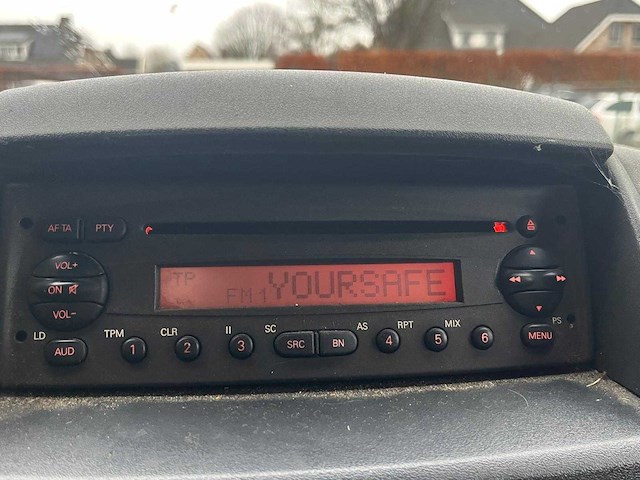 AF·TA PTY
VOL+
ON
VOL−
TP
FM1 YOURSAFE
LD TPM CLR II SC AS RPT MIX PS
AUD 1 2 3 SRC BN 4 5 6 MENU